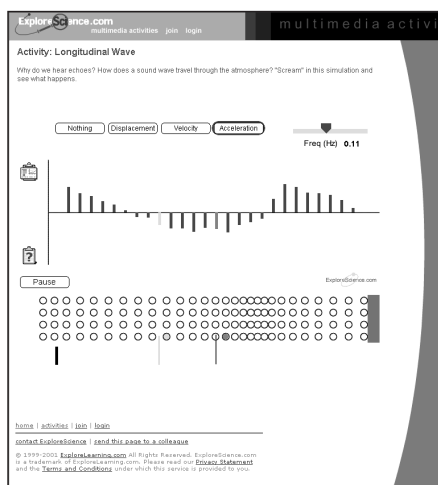 ExploreScience.com
multimedia activi
multimedia activities join login
Activity: Longitudinal Wave
Why do we hear echoes? How does a sound wave travel through the atmosphere? "Scream" in this simulation and
see what happens.
Nothing Displacement Velocity Acceleration
Freq (Hz) 0.11
?
Pause
ExploreScience.com
home | activities | join | login
contact ExploreScience | send this page to a colleague
© 1999-2001 ExploreLearning.com All Rights Reserved. ExploreScience.com
is a trademark of ExploreLearning.com. Please read our Privacy Statement
and the Terms and Conditions under which this service is provided to you.